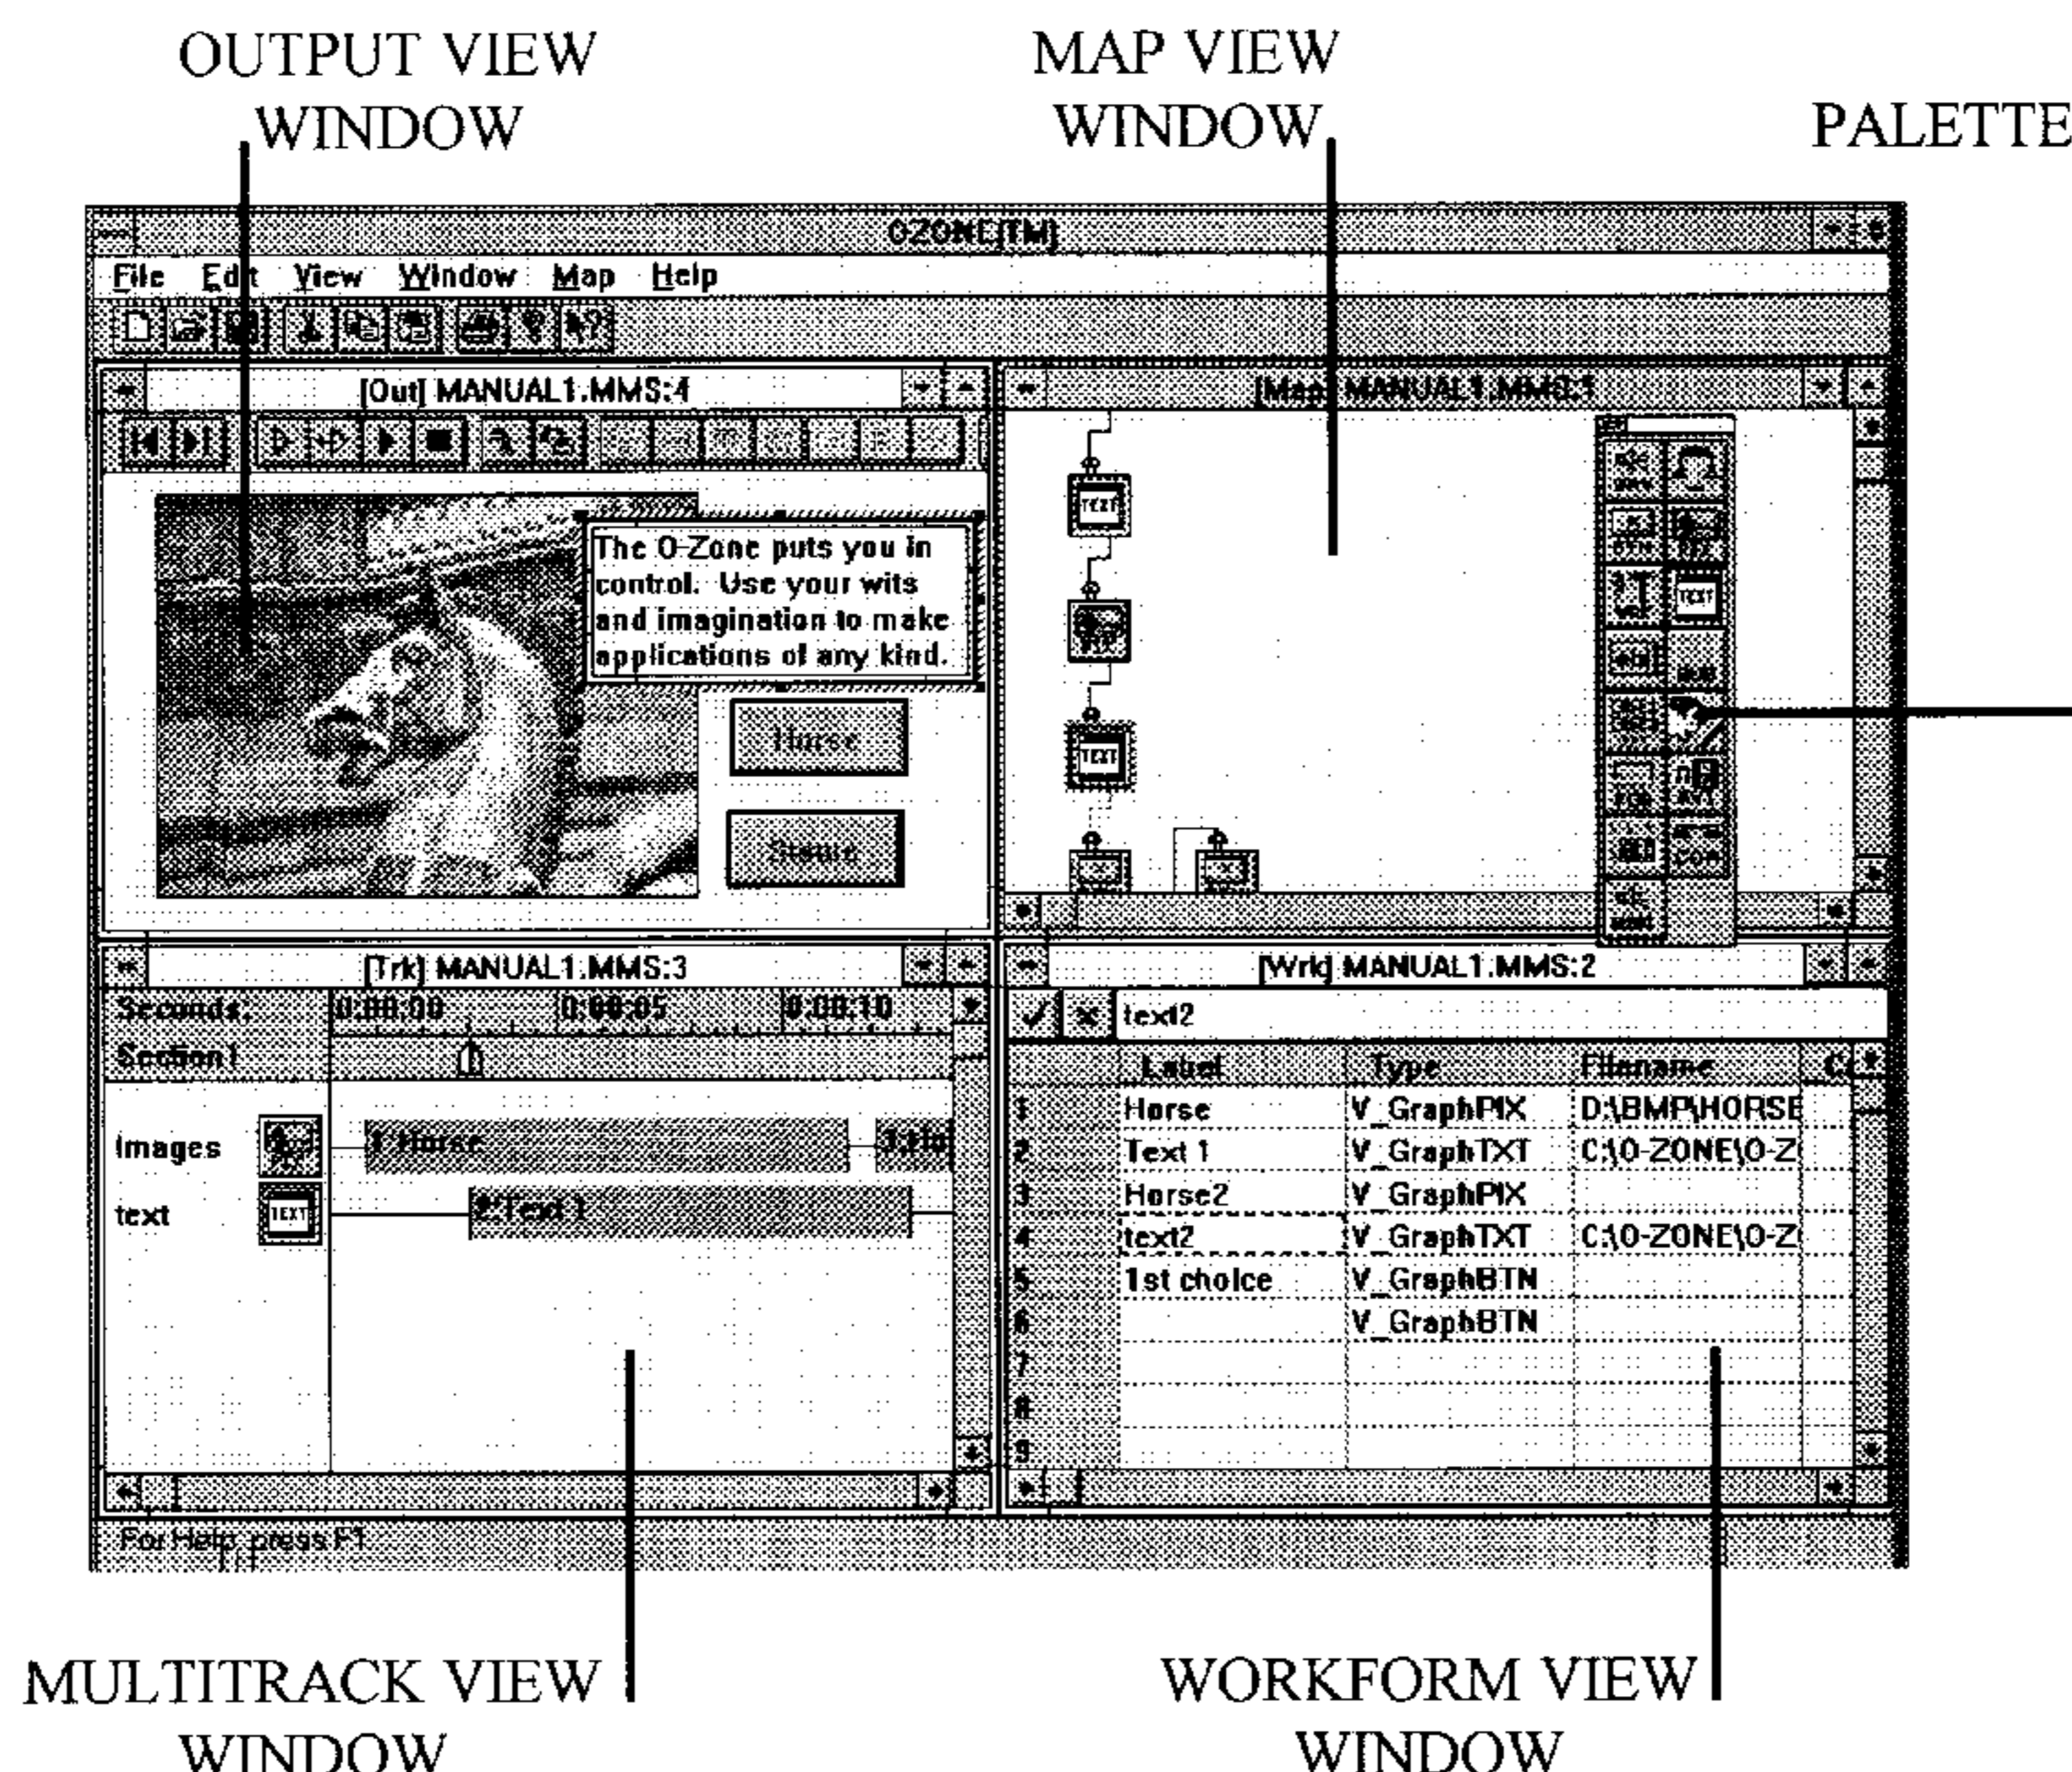 OUTPUT VIEW
WINDOW
MAP VIEW
WINDOW
PALETTE
OZONE(TM)
File Edit View Window Map Help
[Out] MANUAL1.MMS:4
The O-Zone puts you in
control. Use your wits
and imagination to make
applications of any kind.
Horse
Statue
[Map] MANUAL1.MMS:1
TEXT
TEXT
TEXT
[Trk] MANUAL1.MMS:3
Seconds: 0:00:00 0:00:05 0:00:10
Section1
Images 1:Horse 3:Ho
text TEXT 2:Text 1
[Wrk] MANUAL1.MMS:2
text2
Label Type Filename
1 Horse V_GraphPIX D:\BMP\HORSE
2 Text 1 V_GraphTXT C:\O-ZONE\O-Z
3 Horse2 V_GraphPIX
4 text2 V_GraphTXT C:\O-ZONE\O-Z
5 1st choice V_GraphBTN
6 V_GraphBTN
7
8
9
For Help, press F1
MULTITRACK VIEW
WINDOW
WORKFORM VIEW
WINDOW